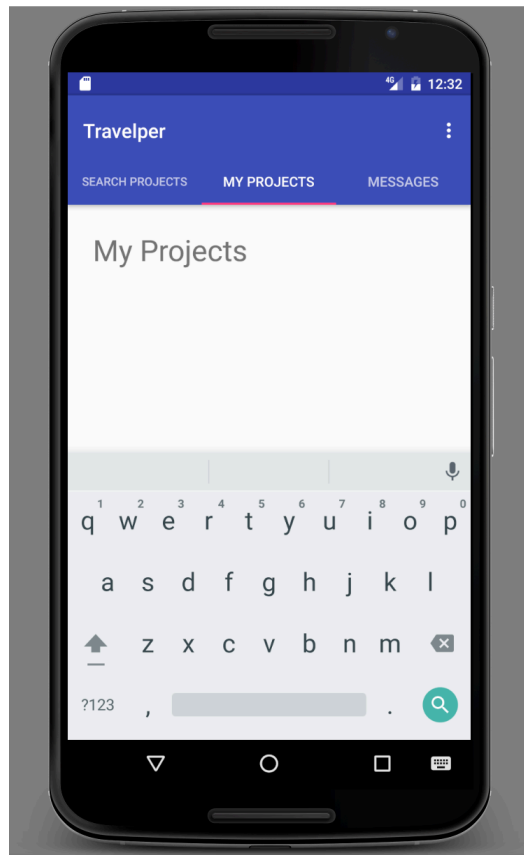 4G 12:32
Travelper
SEARCH PROJECTS MY PROJECTS MESSAGES
My Projects
1 2 3 4 5 6 7 8 9 0
q w e r t y u i o p
a s d f g h j k l
z x c v b n m
?123 , .